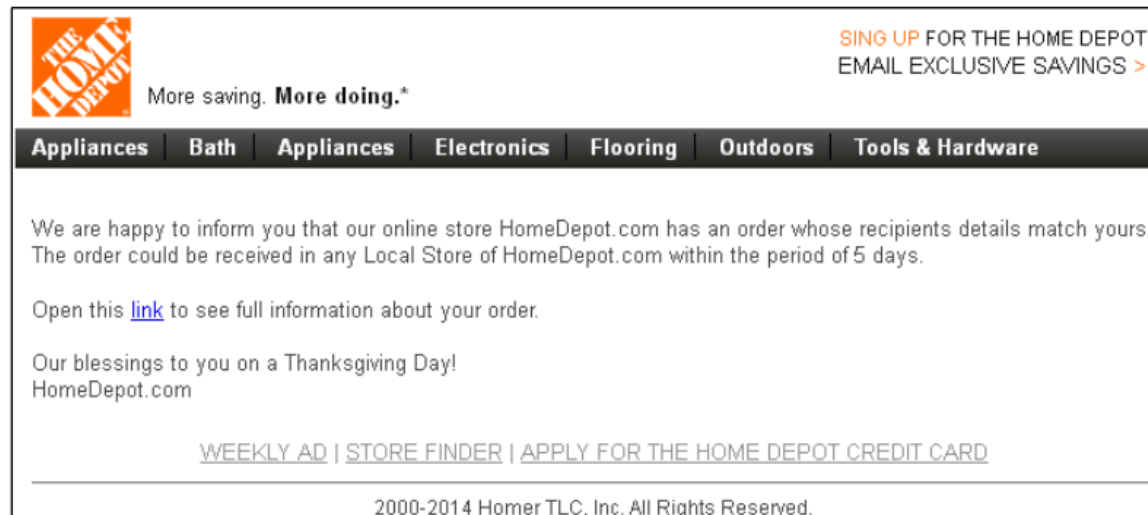 THE
HOME
DEPOT
SING UP FOR THE HOME DEPOT
EMAIL EXCLUSIVE SAVINGS >
More saving. More doing.*
Appliances Bath Appliances Electronics Flooring Outdoors Tools & Hardware
We are happy to inform you that our online store HomeDepot.com has an order whose recipients details match yours
The order could be received in any Local Store of HomeDepot.com within the period of 5 days.
Open this link to see full information about your order.
Our blessings to you on a Thanksgiving Day!
HomeDepot.com
WEEKLY AD | STORE FINDER | APPLY FOR THE HOME DEPOT CREDIT CARD
2000-2014 Homer TLC, Inc. All Rights Reserved.